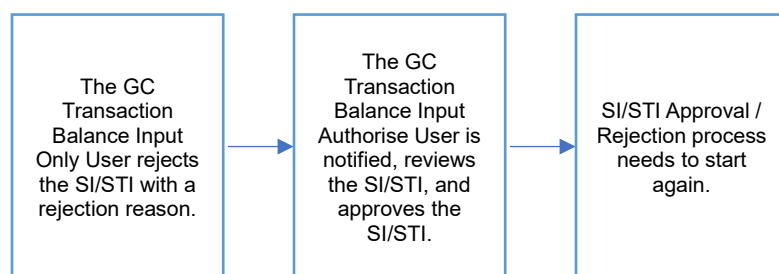 The GC
Transaction
Balance Input
Only User rejects
the SI/STI with a
rejection reason.
The GC
Transaction
Balance Input
Authorise User is
notified, reviews
the SI/STI, and
approves the
SI/STI.
SI/STI Approval /
Rejection process
needs to start
again.